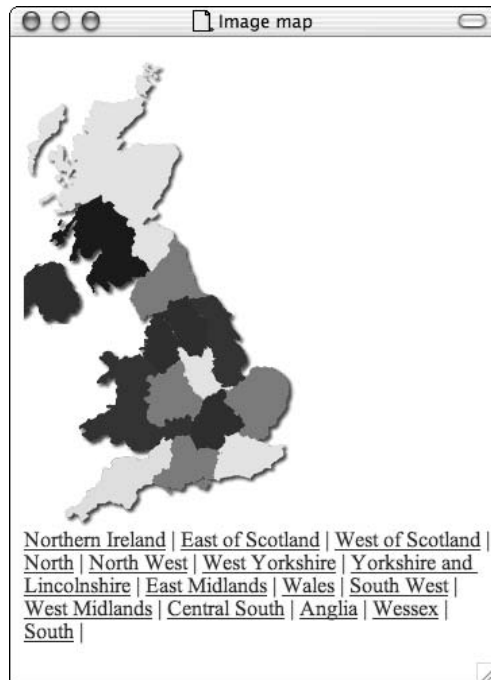 Image map
Northern Ireland | East of Scotland | West of Scotland |
North | North West | West Yorkshire | Yorkshire and
Lincolnshire | East Midlands | Wales | South West |
West Midlands | Central South | Anglia | Wessex |
South |